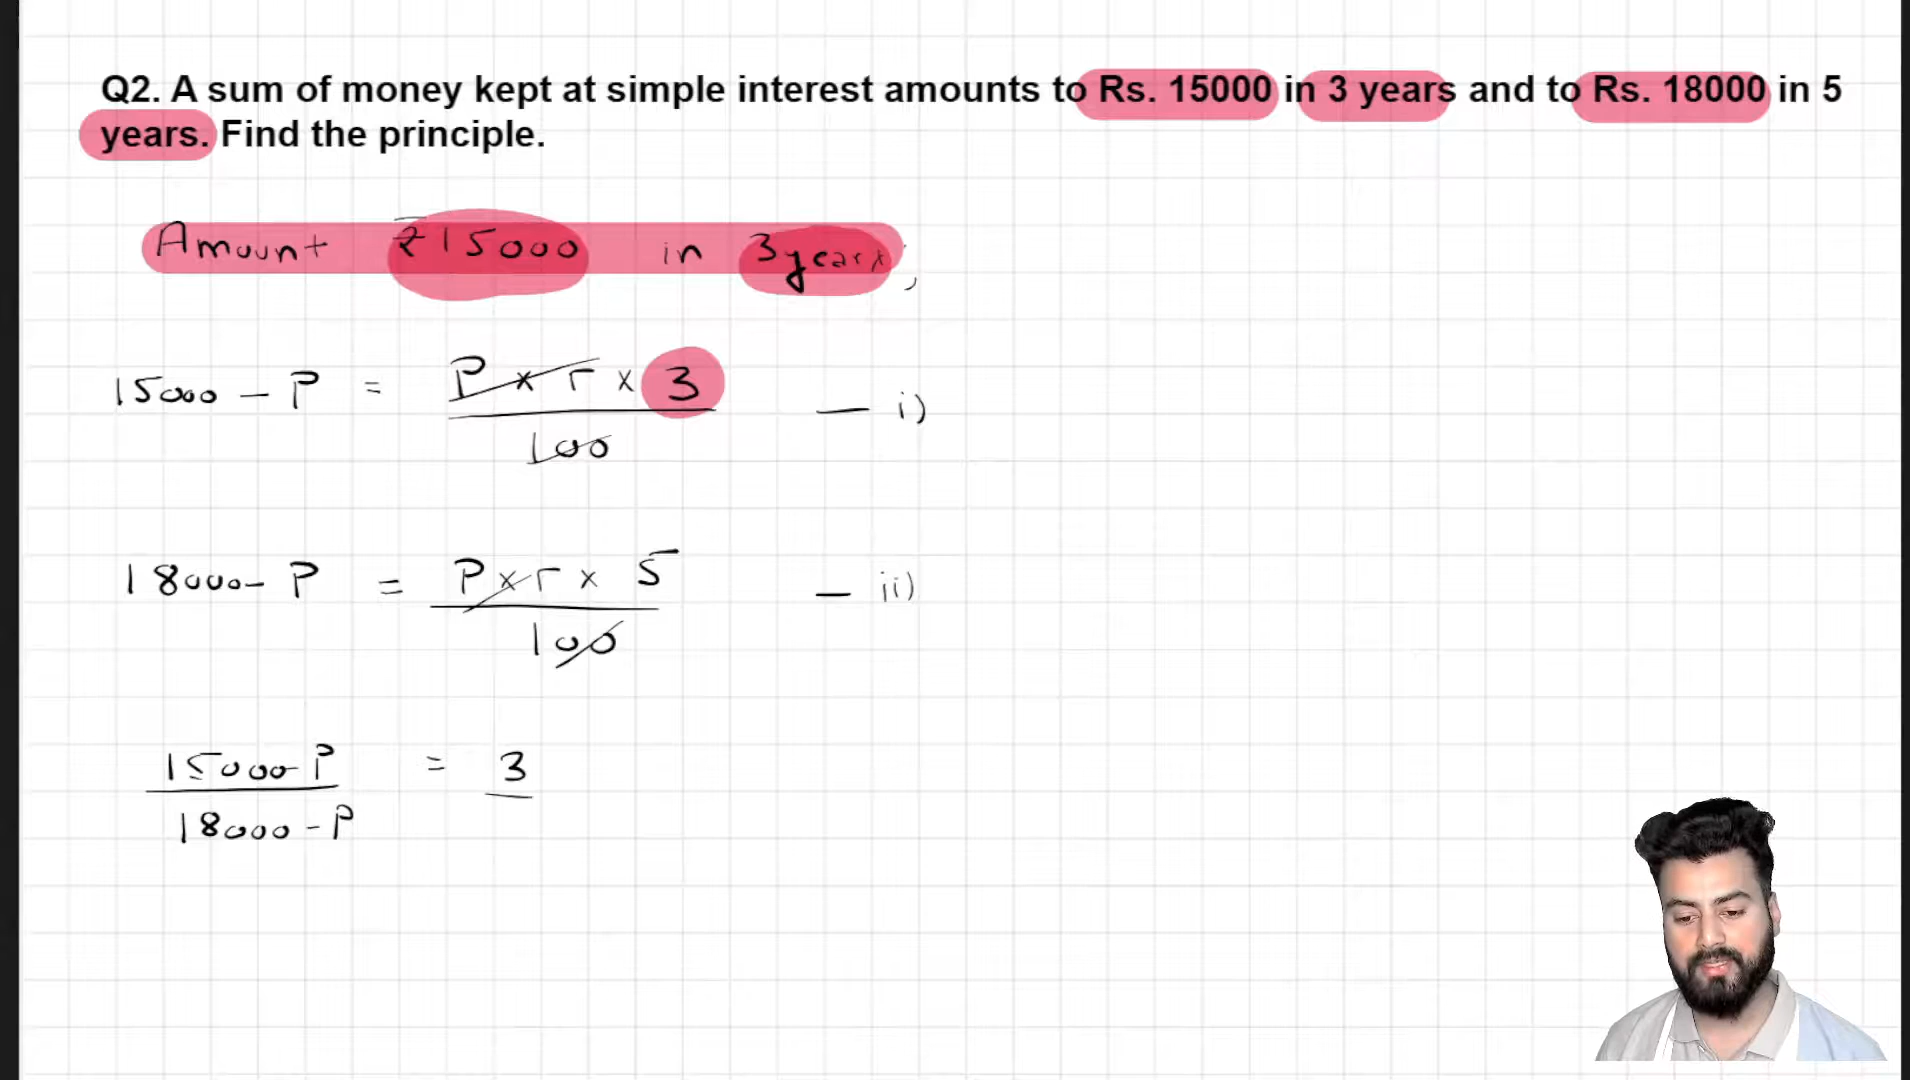 Q2. A sum of money kept at simple interest amounts to Rs. 15000 in 3 years and to Rs. 18000 in 5
years. Find the principle.
Amount ₹15000 in 3 years,
15000 - P = P × r × 3 — i)
100
18000 - P = P × r × 5 — ii)
100
15000 - P = 3
18000 - P